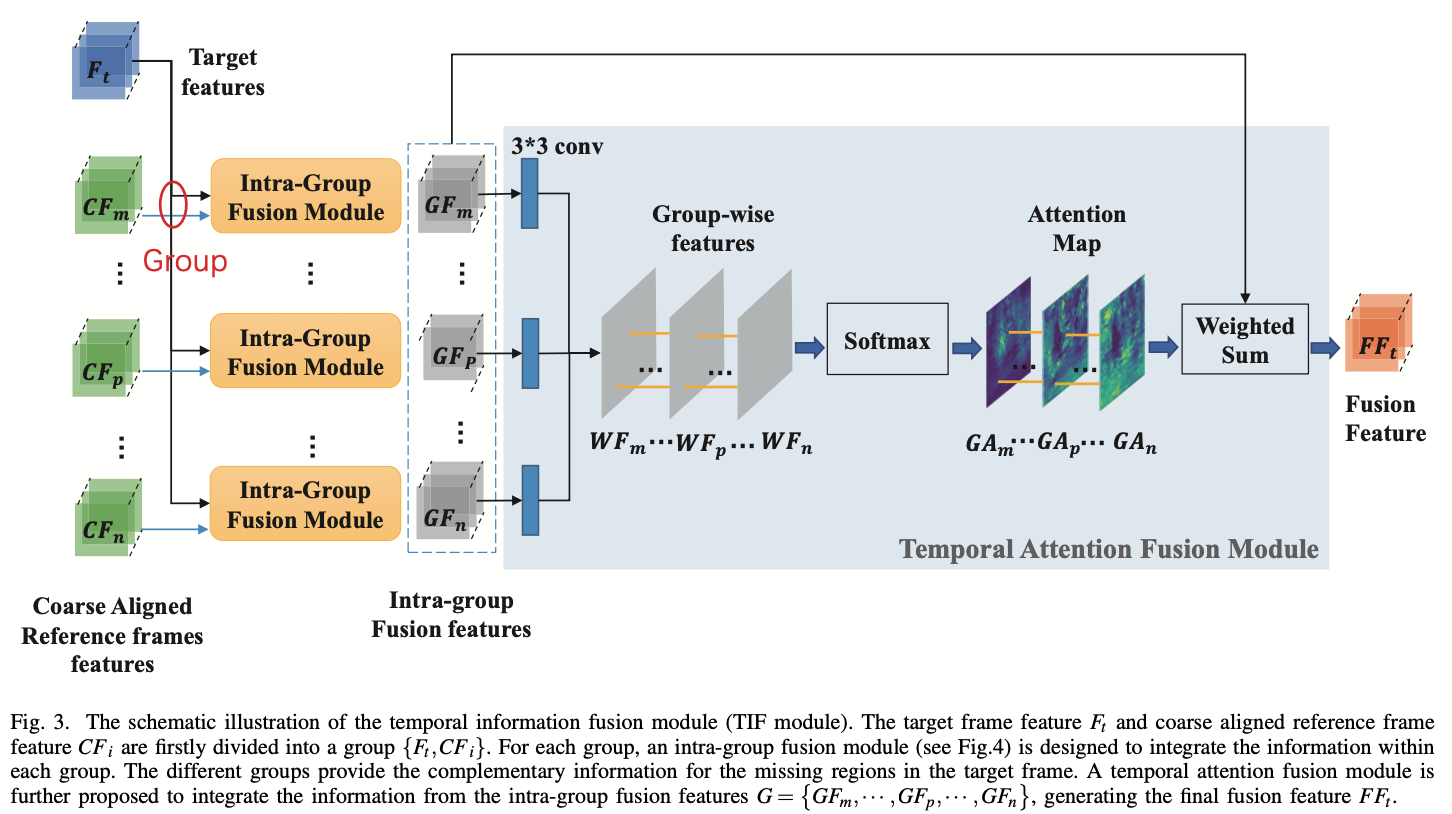 F_t
Target
features
3*3 conv
CF_m
Intra-Group
Fusion Module
GF_m
Group
Group-wise
features
Attention
Map
⋮ ⋮ ⋮
CF_p
Intra-Group
Fusion Module
GF_P
... ...
Softmax
... ...
Weighted
Sum
FF_t
Fusion
Feature
WF_m ··· WF_p ... WF_n
GA_m ··· GA_p ... GA_n
⋮ ⋮ ⋮
CF_n
Intra-Group
Fusion Module
GF_n
Temporal Attention Fusion Module
Coarse Aligned
Reference frames
features
Intra-group
Fusion features
Fig. 3. The schematic illustration of the temporal information fusion module (TIF module). The target frame feature F_t and coarse aligned reference frame
feature CF_i are firstly divided into a group {F_t,CF_i}. For each group, an intra-group fusion module (see Fig.4) is designed to integrate the information within
each group. The different groups provide the complementary information for the missing regions in the target frame. A temporal attention fusion module is
further proposed to integrate the information from the intra-group fusion features G = {GF_m,··· ,GF_p,··· ,GF_n}, generating the final fusion feature FF_t.